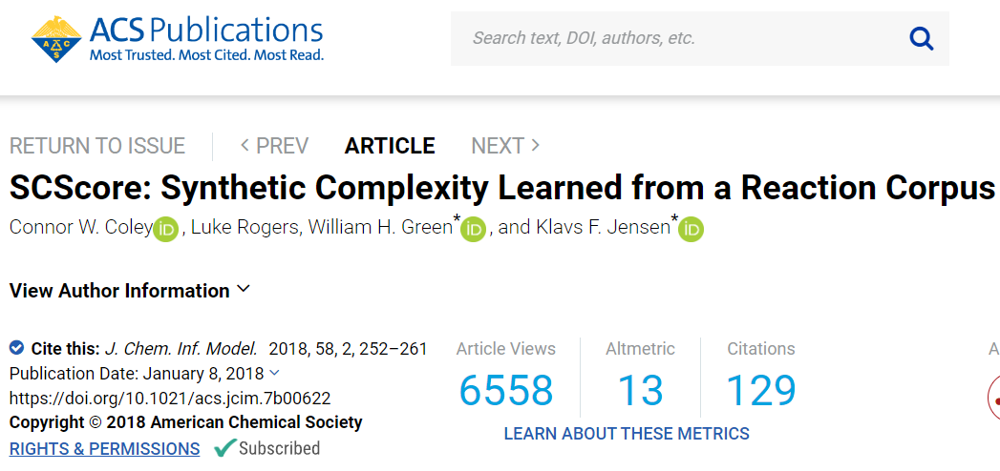 ACS Publications
Most Trusted. Most Cited. Most Read.
Search text, DOI, authors, etc.
RETURN TO ISSUE < PREV ARTICLE NEXT >
SCScore: Synthetic Complexity Learned from a Reaction Corpus
Connor W. Coley iD , Luke Rogers, William H. Green* iD , and Klavs F. Jensen* iD
View Author Information
Cite this: J. Chem. Inf. Model. 2018, 58, 2, 252–261
Publication Date: January 8, 2018
https://doi.org/10.1021/acs.jcim.7b00622
Copyright © 2018 American Chemical Society
RIGHTS & PERMISSIONS Subscribed
Article Views Altmetric Citations
6558 13 129
LEARN ABOUT THESE METRICS